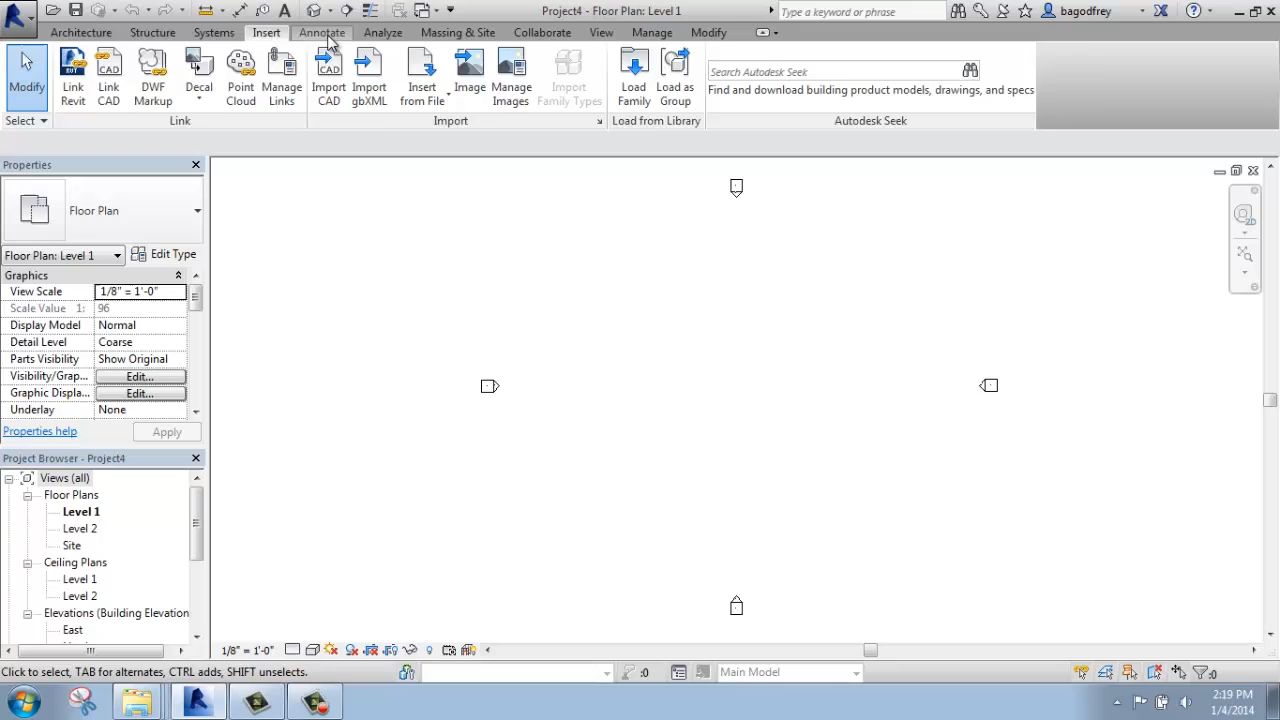 Project4 - Floor Plan: Level 1
Type a keyword or phrase
bagodfrey
Architecture Structure Systems Insert Annotate Analyze Massing & Site Collaborate View Manage Modify
Modify
Link Revit
Link CAD
DWF Markup
Decal
Point Cloud
Manage Links
Import CAD
Import gbXML
Insert from File
Image
Manage Images
Import Family Types
Load Family
Load as Group
Search Autodesk Seek
Find and download building product models, drawings, and specs
Select Link Import Load from Library Autodesk Seek
Properties
Floor Plan
Floor Plan: Level 1 Edit Type
Graphics
View Scale 1/8" = 1'-0"
Scale Value 1: 96
Display Model Normal
Detail Level Coarse
Parts Visibility Show Original
Visibility/Grap... Edit...
Graphic Displa... Edit...
Underlay None
Properties help Apply
Project Browser - Project4
Views (all)
Floor Plans
Level 1
Level 2
Site
Ceiling Plans
Level 1
Level 2
Elevations (Building Elevation
East
2D
1/8" = 1'-0"
Click to select, TAB for alternates, CTRL adds, SHIFT unselects.
:0
Main Model
:0
2:19 PM
1/4/2014